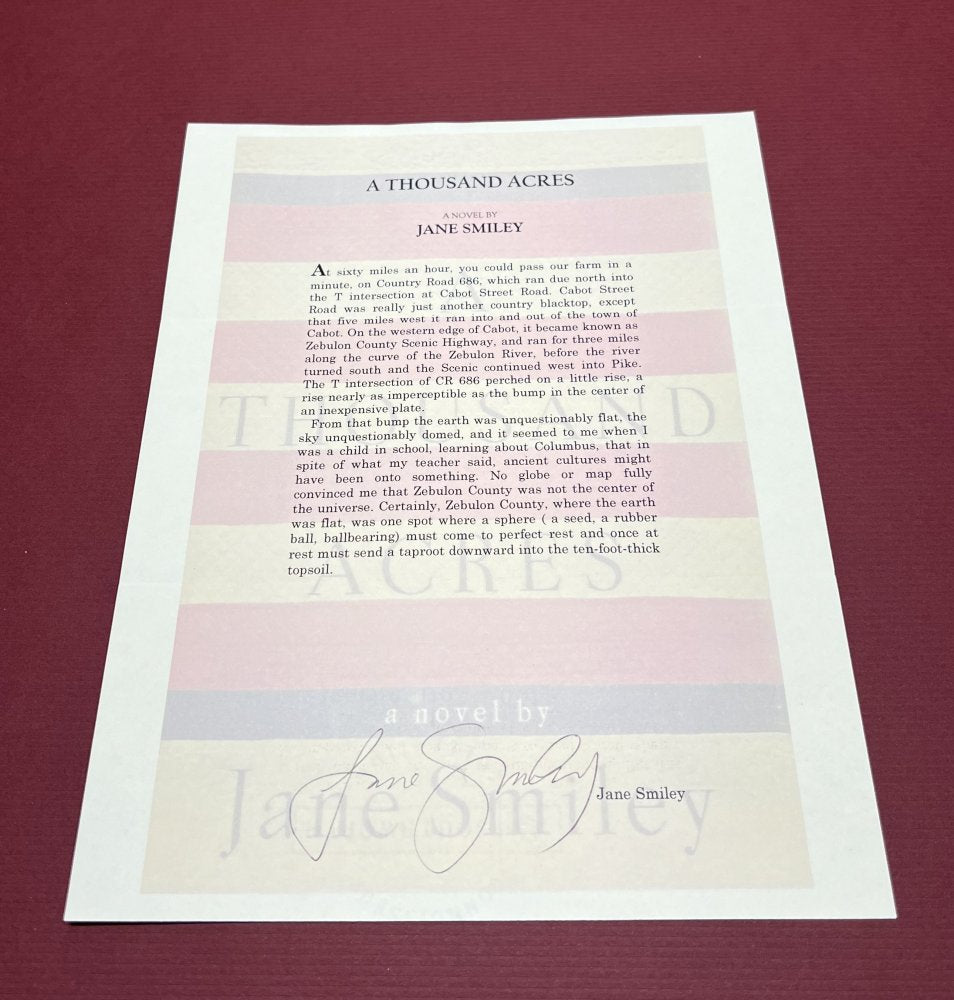 A THOUSAND ACRES
A NOVEL BY
JANE SMILEY
At sixty miles an hour, you could pass our farm in a
minute, on Country Road 686, which ran due north into
the T intersection at Cabot Street Road. Cabot Street
Road was really just another country blacktop, except
that five miles west it ran into and out of the town of
Cabot. On the western edge of Cabot, it became known as
Zebulon County Scenic Highway, and ran for three miles
along the curve of the Zebulon River, before the river
turned south and the Scenic continued west into Pike.
The T intersection of CR 686 perched on a little rise, a
rise nearly as imperceptible as the bump in the center of
an inexpensive plate.
From that bump the earth was unquestionably flat, the
sky unquestionably domed, and it seemed to me when I
was a child in school, learning about Columbus, that in
spite of what my teacher said, ancient cultures might
have been onto something. No globe or map fully
convinced me that Zebulon County was not the center of
the universe. Certainly, Zebulon County, where the earth
was flat, was one spot where a sphere ( a seed, a rubber
ball, ballbearing) must come to perfect rest and once at
rest must send a taproot downward into the ten-foot-thick
topsoil.
THOUSAND
ACRES
a novel by
Jane Smiley
Jane Smiley
Jane Smiley